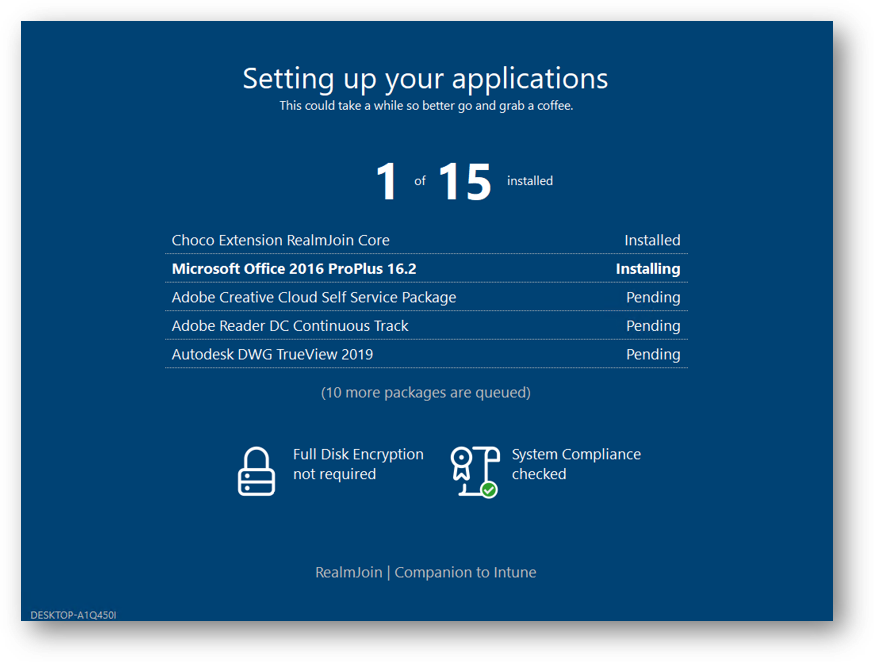 Setting up your applications
This could take a while so better go and grab a coffee.
1 of 15 installed
Choco Extension RealmJoin Core Installed
Microsoft Office 2016 ProPlus 16.2 Installing
Adobe Creative Cloud Self Service Package Pending
Adobe Reader DC Continuous Track Pending
Autodesk DWG TrueView 2019 Pending
(10 more packages are queued)
Full Disk Encryption
not required
System Compliance
checked
RealmJoin | Companion to Intune
DESKTOP-A1Q450I